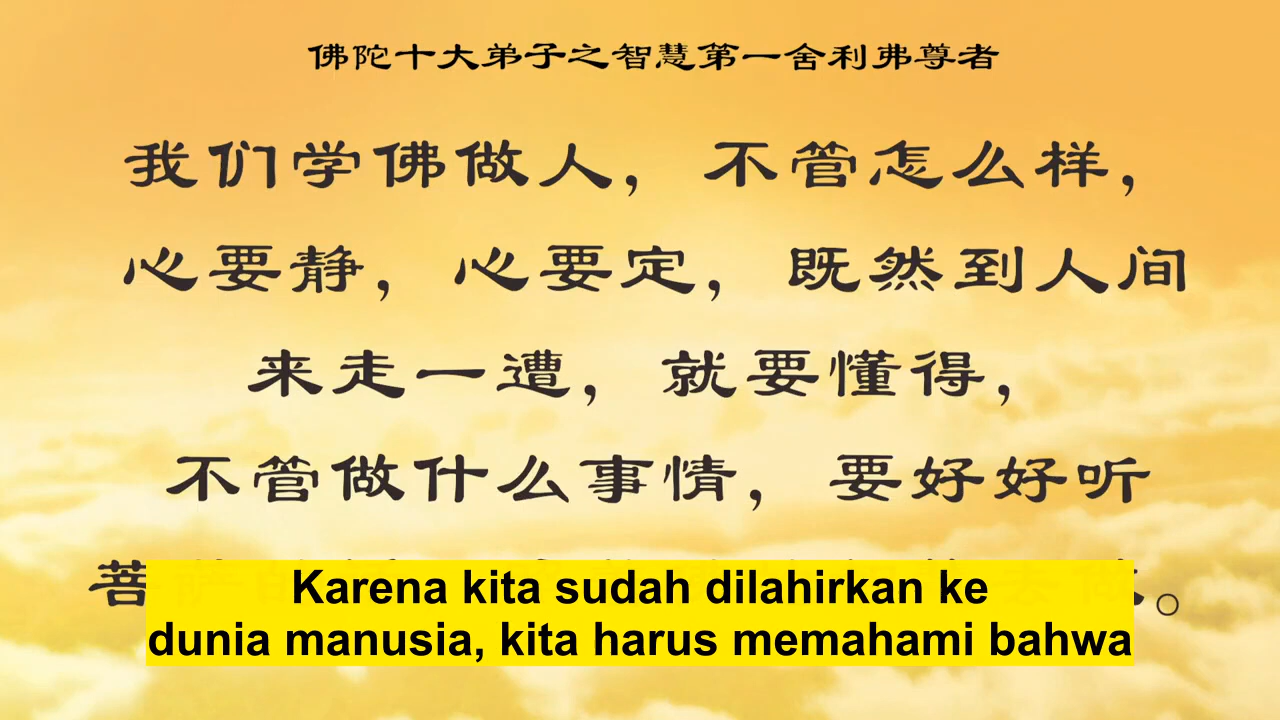 佛陀十大弟子之智慧第一舍利弗尊者
我们学佛做人，不管怎么样，
心要静，心要定，既然到人间
来走一遭，就要懂得，
不管做什么事情，要好好听
菩
Karena kita sudah dilahirkan ke
dunia manusia, kita harus memahami bahwa